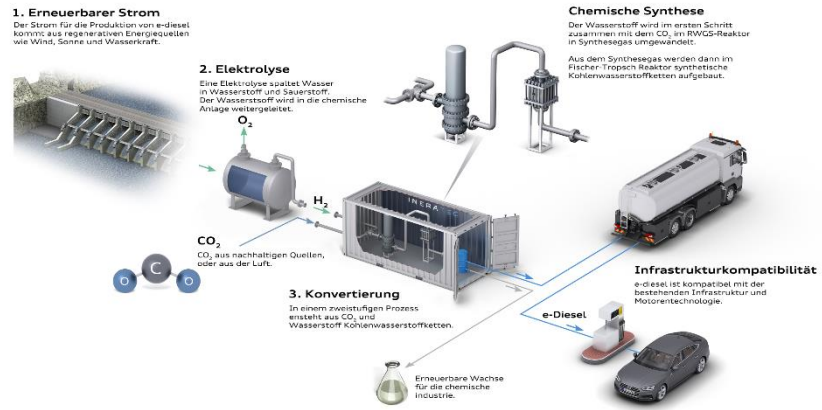 1. Erneuerbarer Strom
Der Strom für die Produktion von e-diesel
kommt aus regenerativen Energiequellen
wie Wind, Sonne und Wasserkraft.
2. Elektrolyse
Eine Elektrolyse spaltet Wasser
in Wasserstoff und Sauerstoff.
Der Wasserstsoff wird in die chemische
Anlage weitergeleitet.
O₂
H₂
CO₂
CO₂ aus nachhaltigen Quellen,
oder aus der Luft.
O C O
INERATEC
3. Konvertierung
In einem zweistufigen Prozess
ensteht aus CO₂ und
Wasserstoff Kohlenwasserstoffketten.
Erneuerbare Wachse
für die chemische
industrie.
Chemische Synthese
Der Wasserstoff wird im ersten Schritt
zusammen mit dem CO₂ im RWGS-Reaktor
in Synthesegas umgewandelt.
Aus dem Synthesegas werden dann im
Fischer-Tropsch Reaktor synthetische
Kohlenwasserstoffketten aufgebaut.
Infrastrukturkompatibilität
e-diesel ist kompatibel mit der
bestehenden Infrastruktur und
Motorentechnologie.
e-Diesel